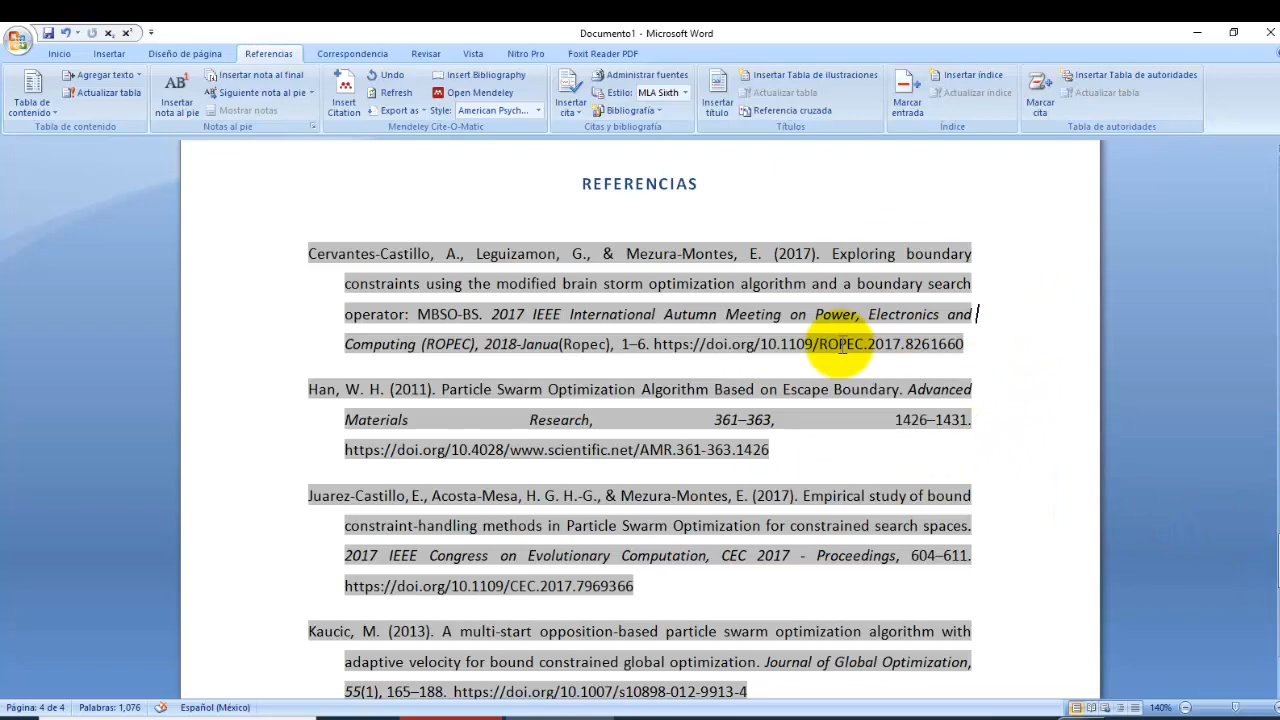 Documento1 - Microsoft Word
Inicio Insertar Diseño de página Referencias Correspondencia Revisar Vista Nitro Pro Foxit Reader PDF
Tabla de contenido
Agregar texto
Actualizar tabla
Tabla de contenido
AB1
Insertar nota al pie
Insertar nota al final
Siguiente nota al pie
Mostrar notas
Notas al pie
Insert Citation
Undo
Refresh
Export as
Insert Bibliography
Open Mendeley
Style: American Psych...
Mendeley Cite-O-Matic
Insertar cita
Administrar fuentes
Estilo: MLA Sixth
Bibliografía
Citas y bibliografía
Insertar título
Insertar Tabla de ilustraciones
Actualizar tabla
Referencia cruzada
Títulos
Marcar entrada
Insertar índice
Actualizar índice
Índice
Marcar cita
Insertar Tabla de autoridades
Actualizar tabla
Tabla de autoridades
REFERENCIAS
Cervantes-Castillo, A., Leguizamon, G., & Mezura-Montes, E. (2017). Exploring boundary
constraints using the modified brain storm optimization algorithm and a boundary search
operator: MBSO-BS. 2017 IEEE International Autumn Meeting on Power, Electronics and
Computing (ROPEC), 2018-Janua(Ropec), 1–6. https://doi.org/10.1109/ROPEC.2017.8261660
Han, W. H. (2011). Particle Swarm Optimization Algorithm Based on Escape Boundary. Advanced
Materials Research, 361–363, 1426–1431.
https://doi.org/10.4028/www.scientific.net/AMR.361-363.1426
Juarez-Castillo, E., Acosta-Mesa, H. G. H.-G., & Mezura-Montes, E. (2017). Empirical study of bound
constraint-handling methods in Particle Swarm Optimization for constrained search spaces.
2017 IEEE Congress on Evolutionary Computation, CEC 2017 - Proceedings, 604–611.
https://doi.org/10.1109/CEC.2017.7969366
Kaucic, M. (2013). A multi-start opposition-based particle swarm optimization algorithm with
adaptive velocity for bound constrained global optimization. Journal of Global Optimization,
55(1), 165–188. https://doi.org/10.1007/s10898-012-9913-4
Página: 4 de 4 Palabras: 1,076 Español (México) 140%